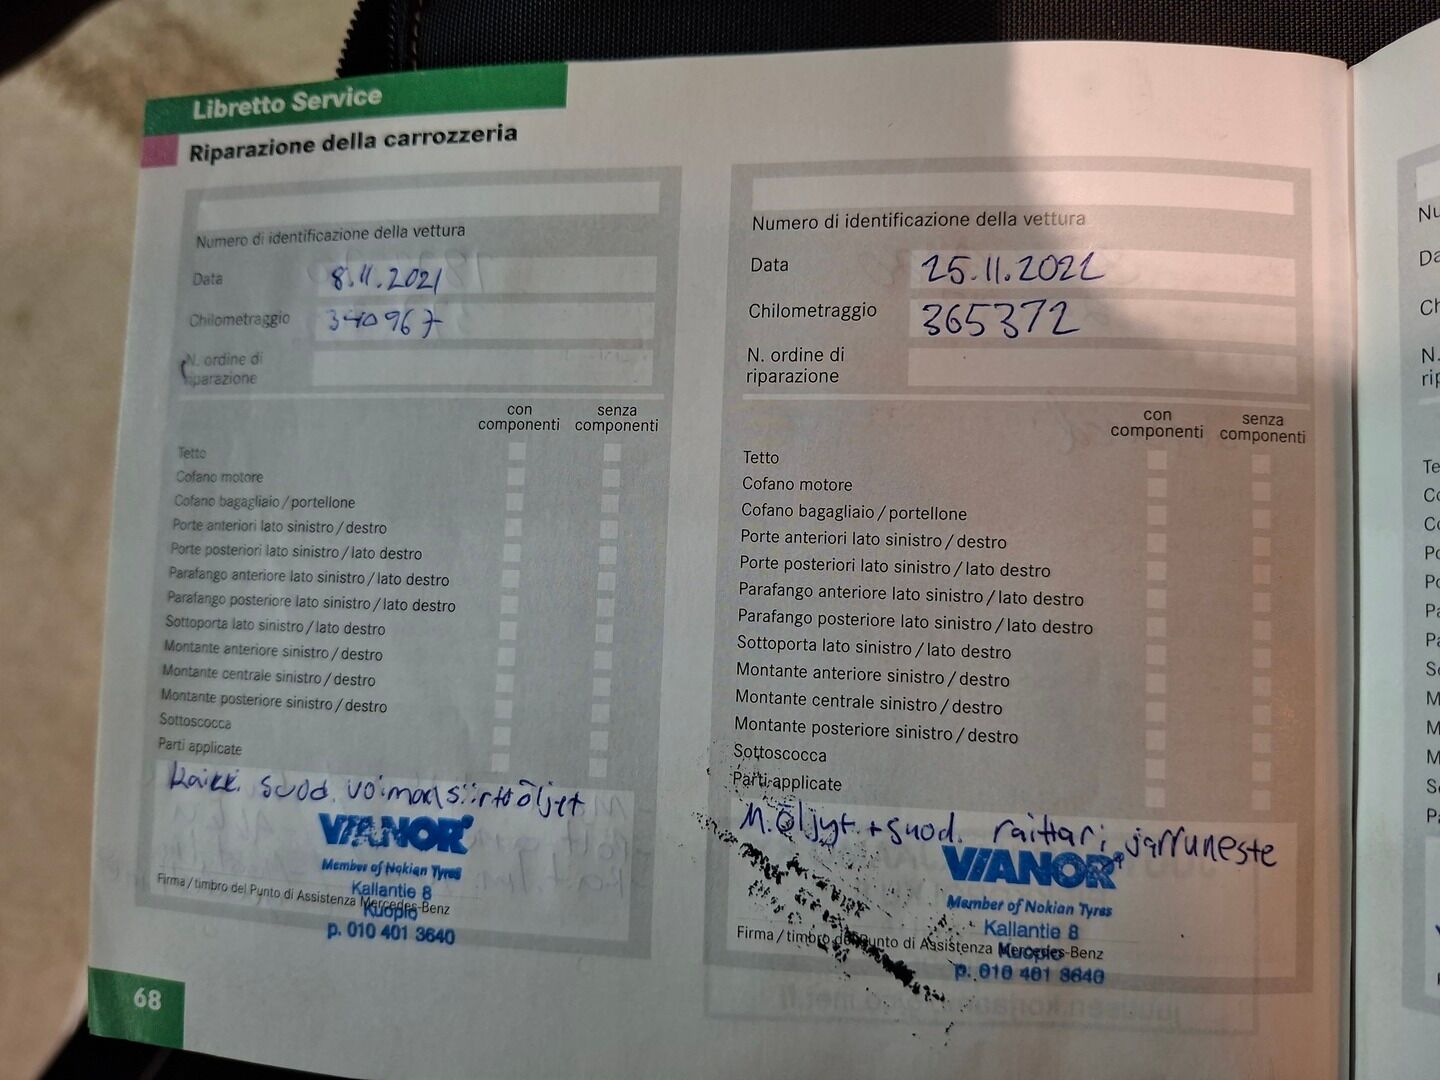 Libretto Service
Riparazione della carrozzeria
Numero di identificazione della vettura
Data 8.11.2021
Chilometraggio 340967
N. ordine di
riparazione
con
componenti
senza
componenti
Tetto
Cofano motore
Cofano bagagliaio / portellone
Porte anteriori lato sinistro / destro
Porte posteriori lato sinistro / lato destro
Parafango anteriore lato sinistro / lato destro
Parafango posteriore lato sinistro / lato destro
Sottoporta lato sinistro / lato destro
Montante anteriore sinistro / destro
Montante centrale sinistro / destro
Montante posteriore sinistro / destro
Sottoscocca
Parti applicate
kaikki suod. voimansiirtoöljyt
VIANOR
Member of Nokian Tyres
Kallantie 8
Firma / timbro del Punto di Assistenza Mercedes-Benz
Kuopio
p. 010 401 3640
68
Numero di identificazione della vettura
Data 25.11.2022
Chilometraggio 365372
N. ordine di
riparazione
con
componenti
senza
componenti
Tetto
Cofano motore
Cofano bagagliaio / portellone
Porte anteriori lato sinistro / destro
Porte posteriori lato sinistro / lato destro
Parafango anteriore lato sinistro / lato destro
Parafango posteriore lato sinistro / lato destro
Sottoporta lato sinistro / lato destro
Montante anteriore sinistro / destro
Montante centrale sinistro / destro
Montante posteriore sinistro / destro
Sottoscocca
Parti applicate
M.Öljyt + suod. raittari, jarruneste
VIANOR
Member of Nokian Tyres
Kallantie 8
Firma / timbro del Punto di Assistenza Mercedes-Benz
Kuopio
p. 010 401 3640